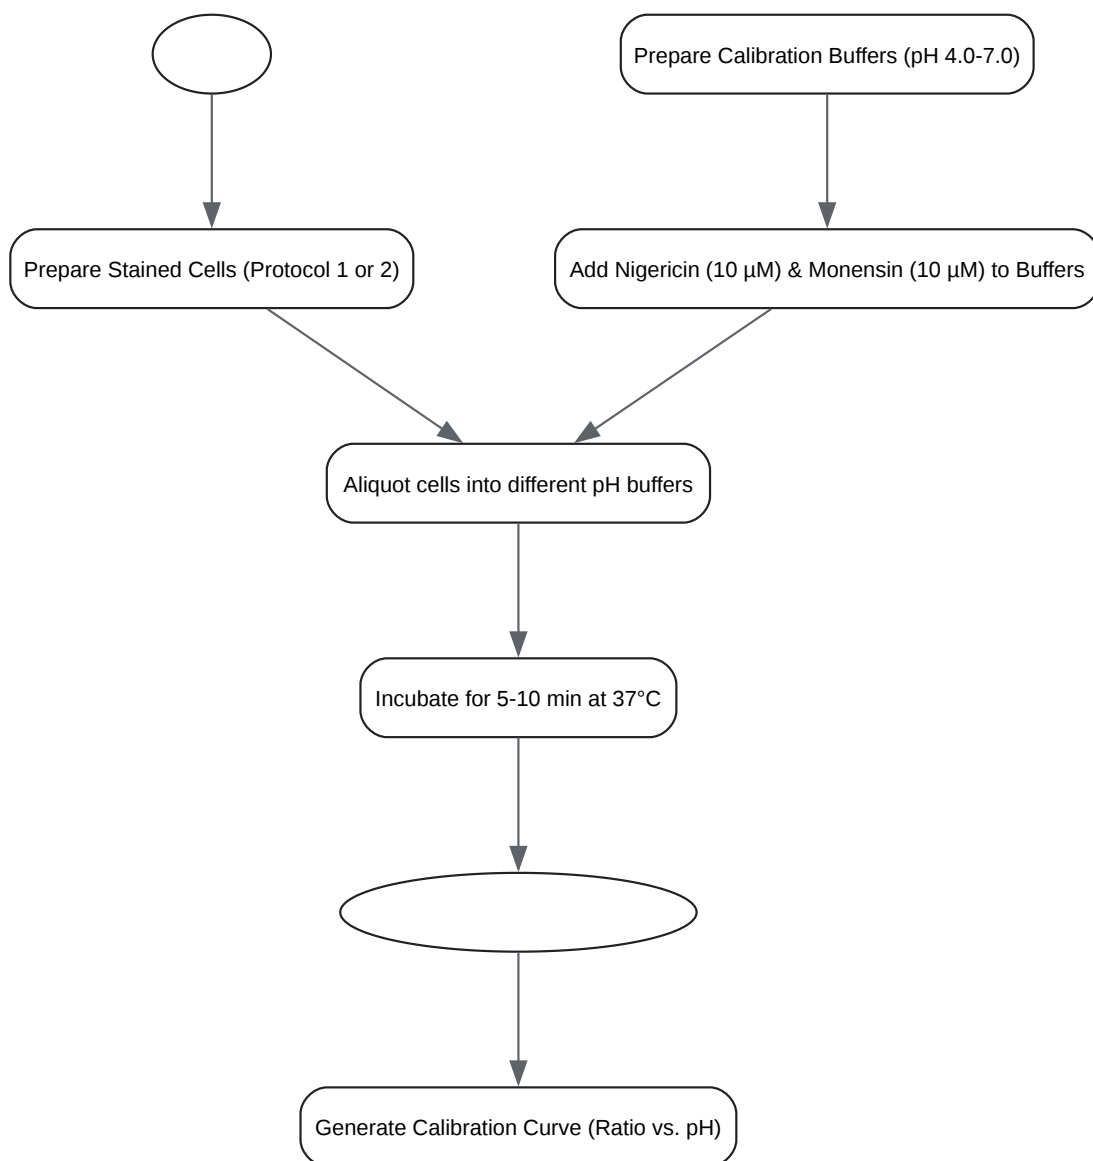 Prepare Calibration Buffers (pH 4.0-7.0)
Prepare Stained Cells (Protocol 1 or 2)
Add Nigericin (10 µM) & Monensin (10 µM) to Buffers
Aliquot cells into different pH buffers
Incubate for 5-10 min at 37°C
Generate Calibration Curve (Ratio vs. pH)